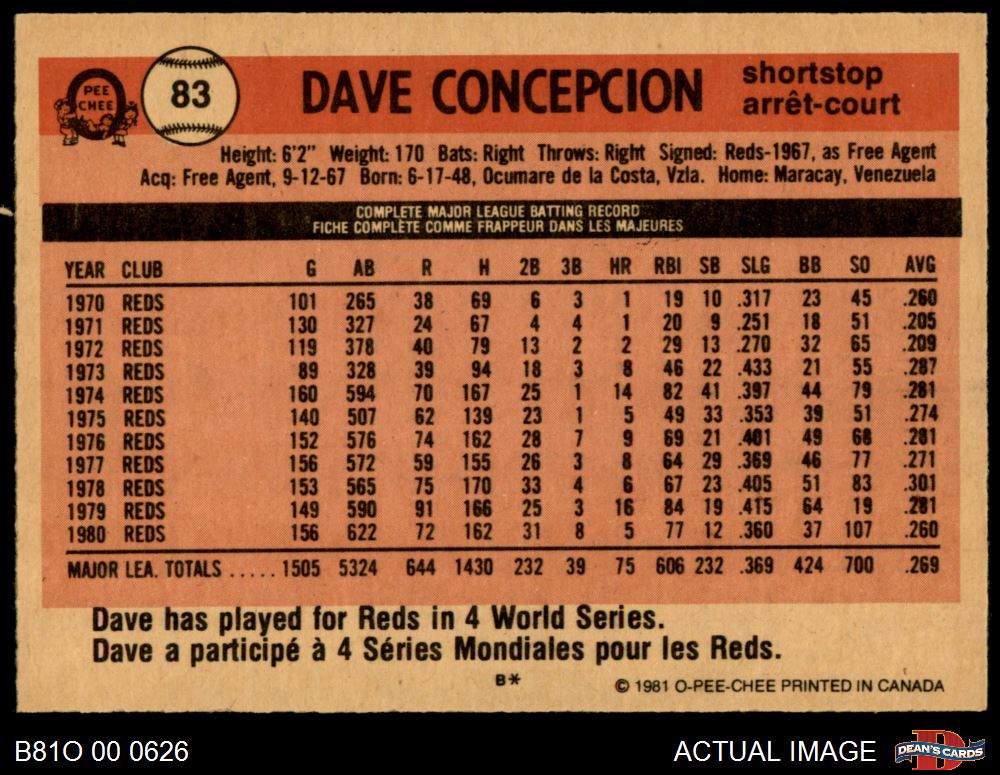 PEE
CHEE
83
DAVE CONCEPCION
shortstop
arrêt-court
Height: 6'2" Weight: 170 Bats: Right Throws: Right Signed: Reds-1967, as Free Agent
Acq: Free Agent, 9-12-67 Born: 6-17-48, Ocumare de la Costa, Vzla. Home: Maracay, Venezuela
COMPLETE MAJOR LEAGUE BATTING RECORD
FICHE COMPLÈTE COMME FRAPPEUR DANS LES MAJEURES
YEAR CLUB G AB R H 2B 3B HR RBI SB SLG BB SO AVG
1970 REDS 101 265 38 69 6 3 1 19 10 .317 23 45 .260
1971 REDS 130 327 24 67 4 4 1 20 9 .251 18 51 .205
1972 REDS 119 378 40 79 13 2 2 29 13 .270 32 65 .209
1973 REDS 89 328 39 94 18 3 8 46 22 .433 21 55 .287
1974 REDS 160 594 70 167 25 1 14 82 41 .397 44 79 .281
1975 REDS 140 507 62 139 23 1 5 49 33 .353 39 51 .274
1976 REDS 152 576 74 162 28 7 9 69 21 .401 49 68 .281
1977 REDS 156 572 59 155 26 3 8 64 29 .369 46 77 .271
1978 REDS 153 565 75 170 33 4 6 67 23 .405 51 83 .301
1979 REDS 149 590 91 166 25 3 16 84 19 .415 64 19 .281
1980 REDS 156 622 72 162 31 8 5 77 12 .360 37 107 .260
MAJOR LEA. TOTALS ..... 1505 5324 644 1430 232 39 75 606 232 .369 424 700 .269
Dave has played for Reds in 4 World Series.
Dave a participé à 4 Séries Mondiales pour les Reds.
B*
© 1981 O-PEE-CHEE PRINTED IN CANADA
B81O 00 0626
ACTUAL IMAGE
DEAN'S CARDS